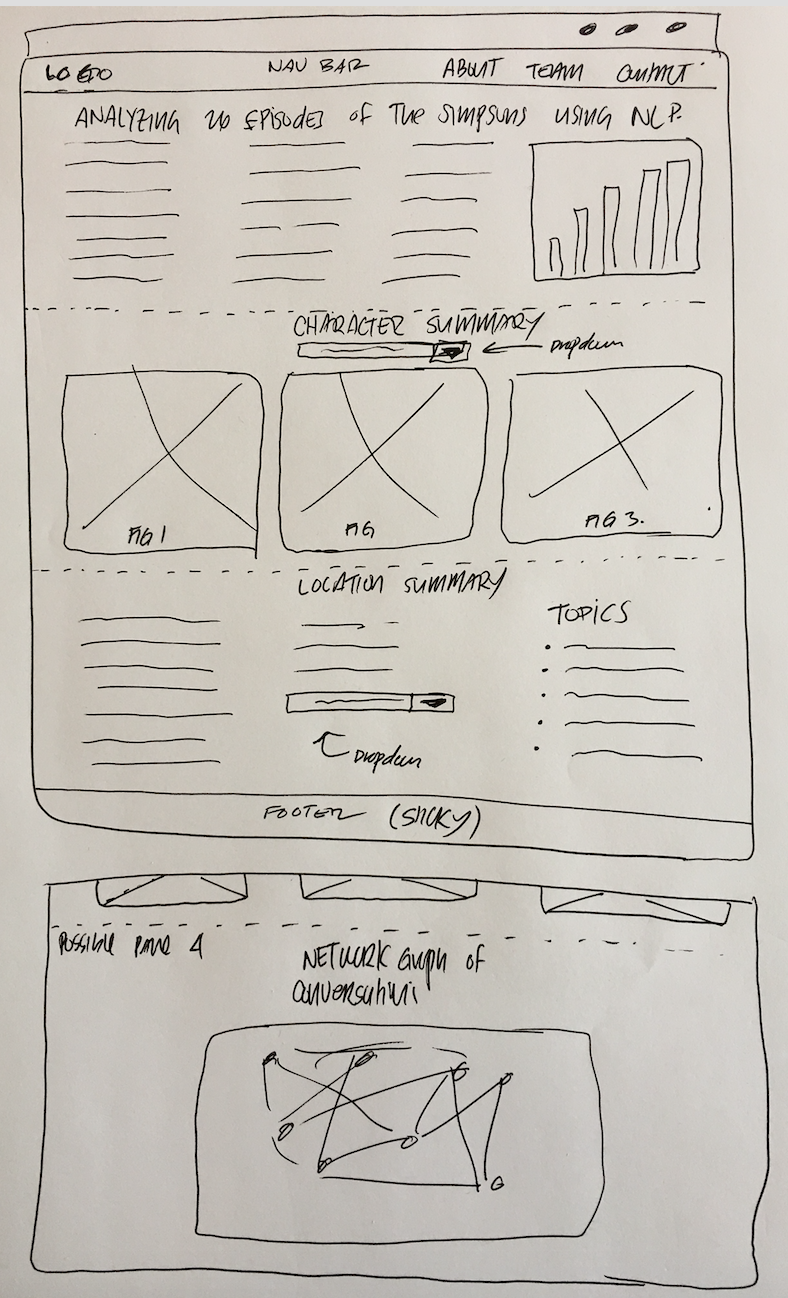 LOGO NAV BAR ABOUT TEAM CONTACT
ANALYZING 26 EPISODES of The SIMPSONS USING NLP.
CHARACTER SUMMARY
Dropdown
FIG 1
FIG
FIG 3.
LOCATION SUMMARY
TOPICS
Dropdown
FOOTER (STICKY)
POSSIBLE PANE 4
NETWORK Graph of
Conversations